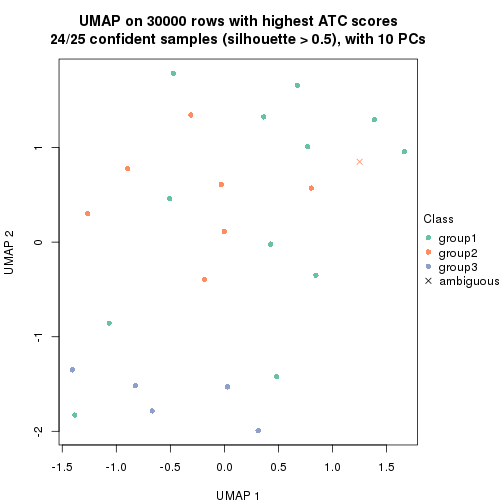 UMAP on 30000 rows with highest ATC scores
24/25 confident samples (silhouette > 0.5), with 10 PCs
UMAP 2
1
0
-1
-2
-1.5 -1.0 -0.5 0.0 0.5 1.0 1.5
UMAP 1
Class
group1
group2
group3
ambiguous